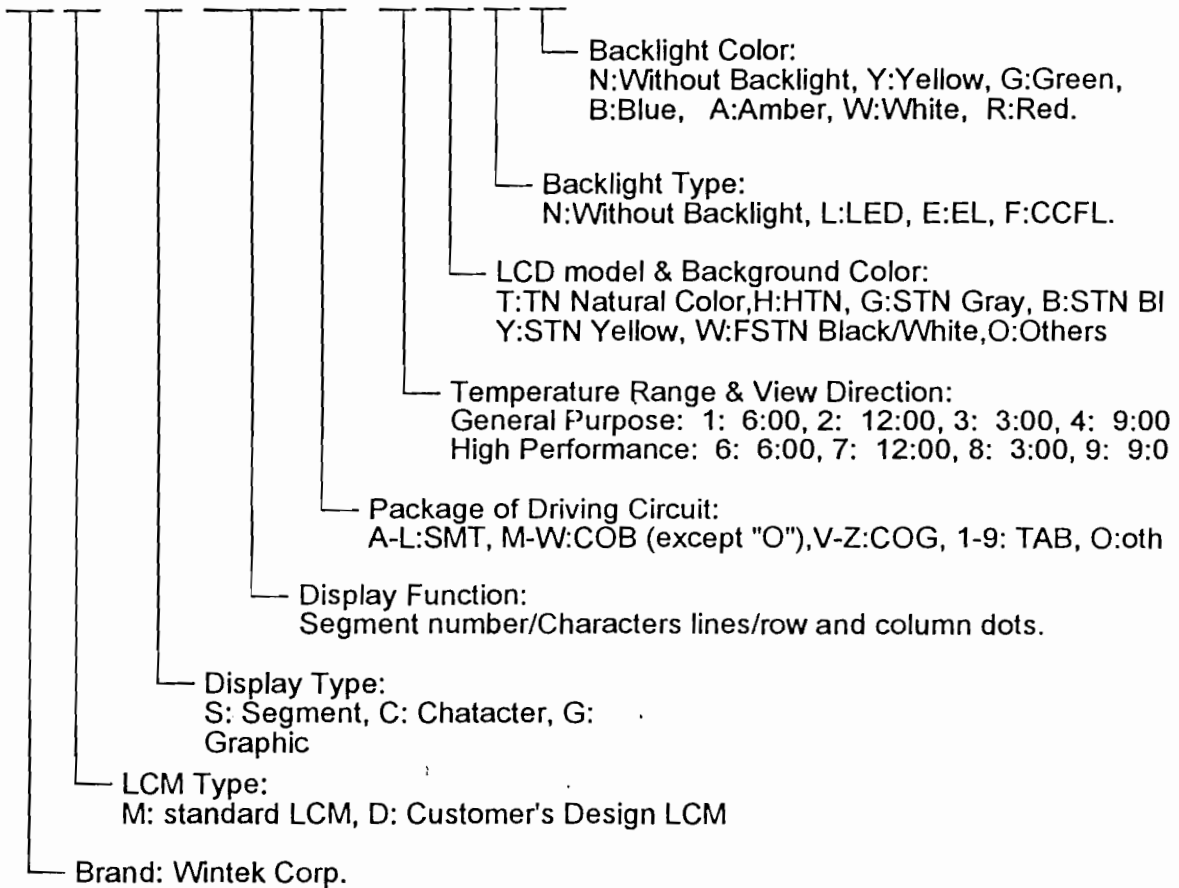 Backlight Color:
N:Without Backlight, Y:Yellow, G:Green,
B:Blue, A:Amber, W:White, R:Red.
Backlight Type:
N:Without Backlight, L:LED, E:EL, F:CCFL.
LCD model & Background Color:
T:TN Natural Color,H:HTN, G:STN Gray, B:STN Bl
Y:STN Yellow, W:FSTN Black/White,O:Others
Temperature Range & View Direction:
General Purpose: 1: 6:00, 2: 12:00, 3: 3:00, 4: 9:00
High Performance: 6: 6:00, 7: 12:00, 8: 3:00, 9: 9:0
Package of Driving Circuit:
A-L:SMT, M-W:COB (except "O"),V-Z:COG, 1-9: TAB, O:oth
Display Function:
Segment number/Characters lines/row and column dots.
Display Type:
S: Segment, C: Chatacter, G:
Graphic
LCM Type:
M: standard LCM, D: Customer's Design LCM
Brand: Wintek Corp.